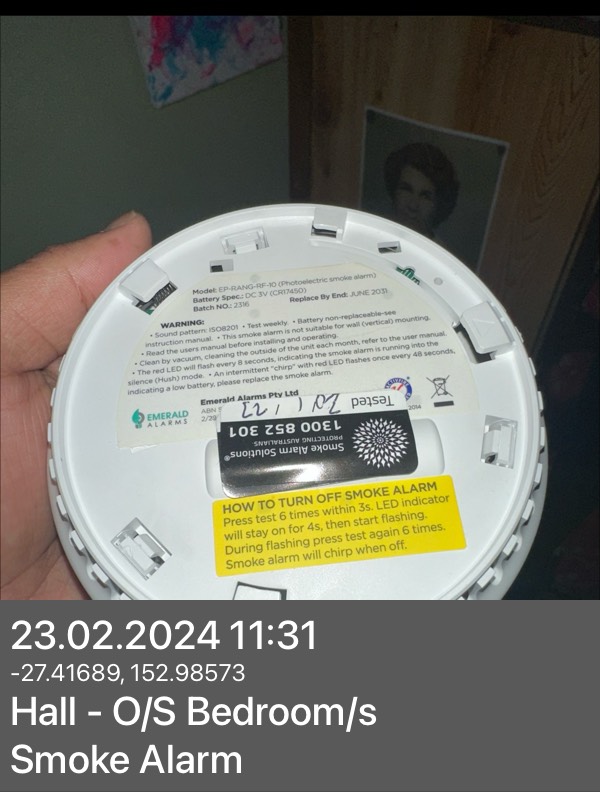 Model: EP-RANG-RF-10 (Photoelectric smoke alarm)
Battery Spec.: DC 3V (CR17450)
Replace By End: JUNE 2031
Batch NO.: 2316
WARNING:
• Sound pattern: ISO8201 • Test weekly. • Battery non-replaceable-see
instruction manual. • This smoke alarm is not suitable for wall (vertical) mounting.
• Read the users manual before installing and operating.
• Clean by vacuum, cleaning the outside of the unit each month, refer to the user manual.
• The red LED will flash every 8 seconds, indicating the smoke alarm is running into the
silence (Hush) mode. • An intermittent "chirp" with red LED flashes once every 48 seconds,
indicating a low battery, please replace the smoke alarm.
EMERALD
ALARMS
Emerald Alarms Pty Ltd
ABN
2/29
2014
Tested
1300 852 301
PROTECTING AUSTRALIANS
Smoke Alarm Solutions®
HOW TO TURN OFF SMOKE ALARM
Press test 6 times within 3s. LED indicator
will stay on for 4s, then start flashing.
During flashing press test again 6 times.
Smoke alarm will chirp when off.
23.02.2024 11:31
-27.41689, 152.98573
Hall - O/S Bedroom/s
Smoke Alarm